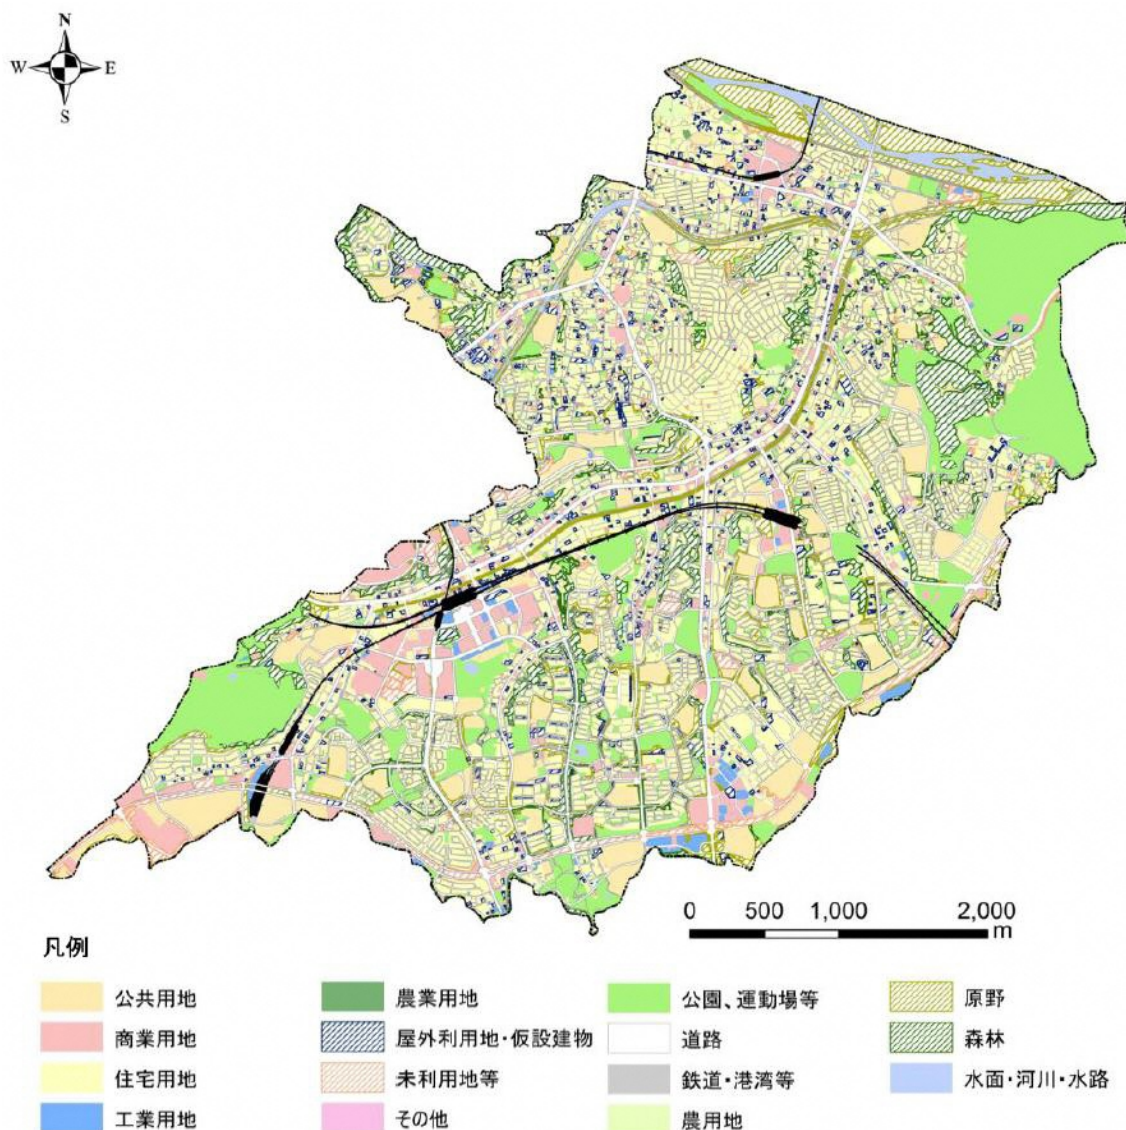 N
W E
S
0 500 1,000 2,000
m
凡例
公共用地 農業用地 公園、運動場等 原野
商業用地 屋外利用地・仮設建物 道路 森林
住宅用地 未利用地等 鉄道・港湾等 水面・河川・水路
工業用地 その他 農用地